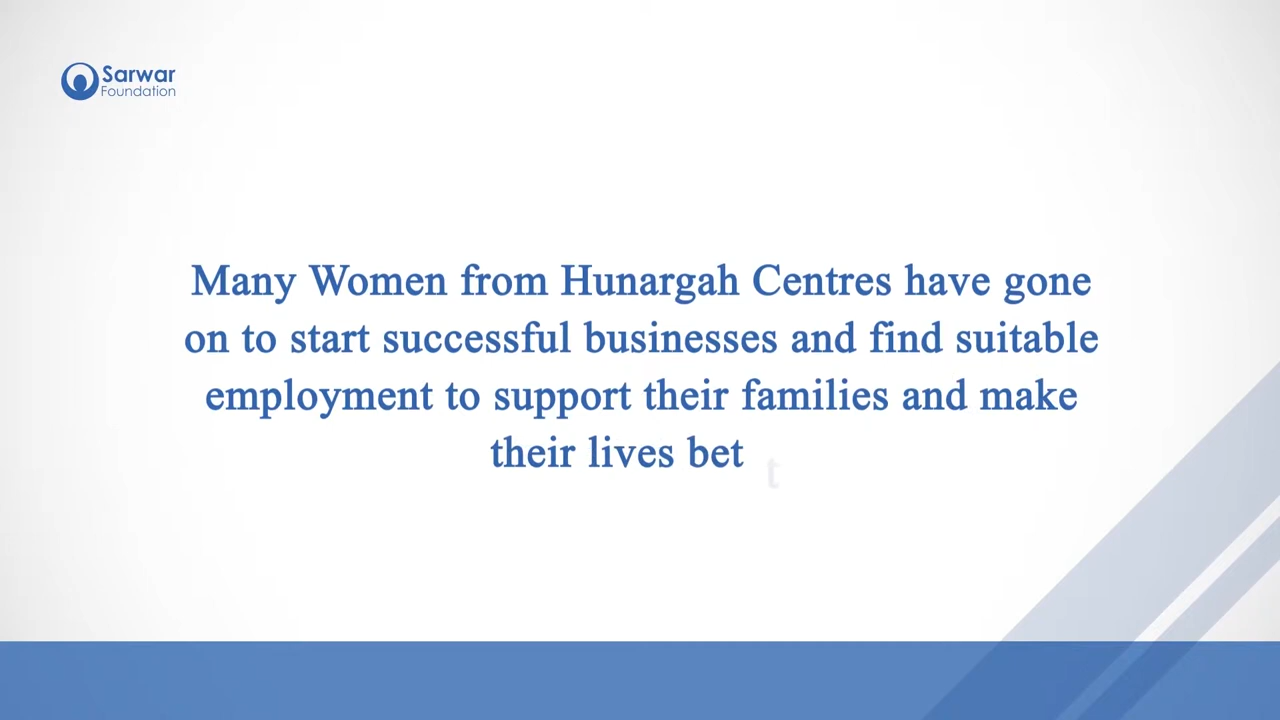 Sarwar
Foundation
Many Women from Hunargah Centres have gone
on to start successful businesses and find suitable
employment to support their families and make
their lives bet t